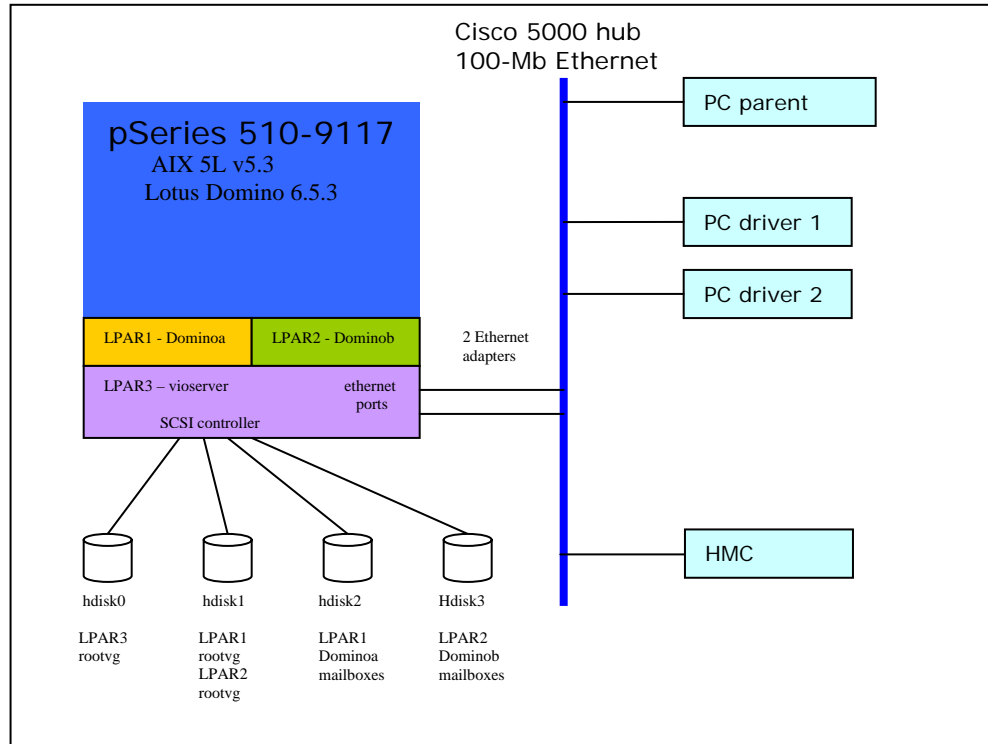 Cisco 5000 hub
100-Mb Ethernet
PC parent
pSeries 510-9117
AIX 5L v5.3
Lotus Domino 6.5.3
PC driver 1
PC driver 2
LPAR1 - Dominoa
LPAR2 - Dominob
2 Ethernet
adapters
LPAR3 – vioserver
ethernet
ports
SCSI controller
HMC
hdisk0
LPAR3
rootvg
hdisk1
LPAR1
rootvg
LPAR2
rootvg
hdisk2
LPAR1
Dominoa
mailboxes
Hdisk3
LPAR2
Dominob
mailboxes